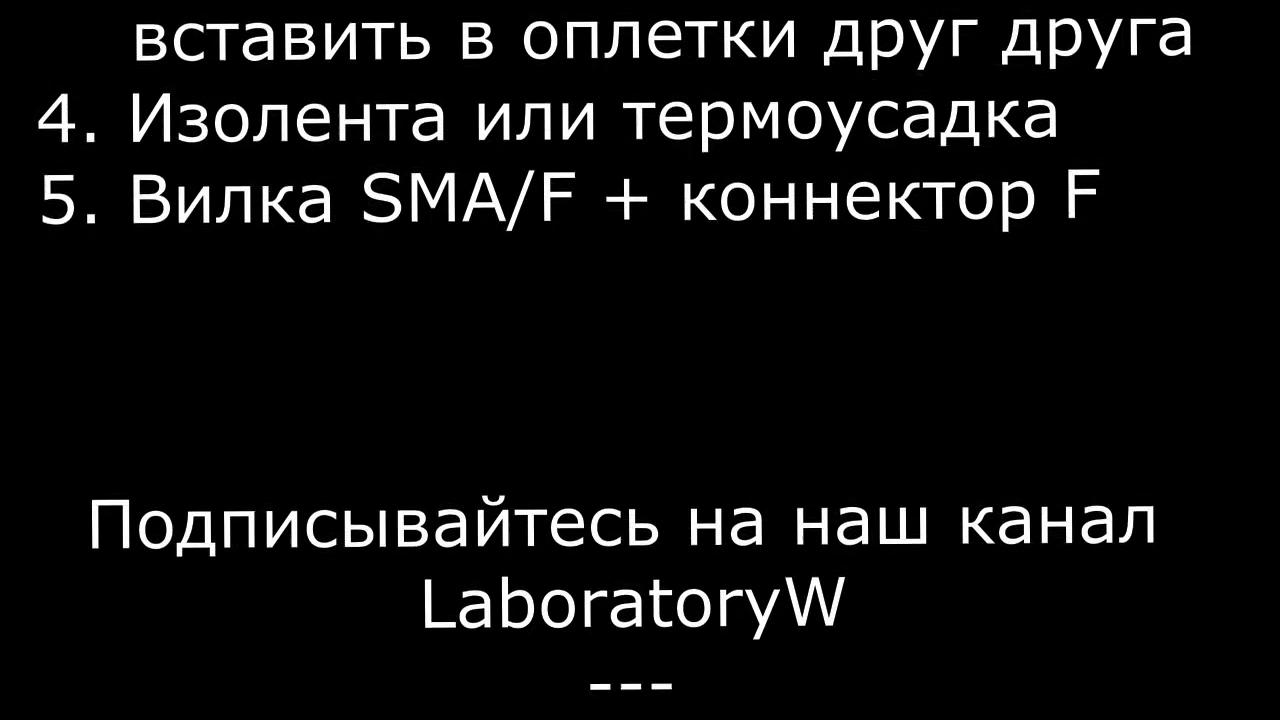 вставить в оплетки друг друга
4. Изолента или термоусадка
5. Вилка SMA/F + коннектор F
Подписывайтесь на наш канал
LaboratoryW
---